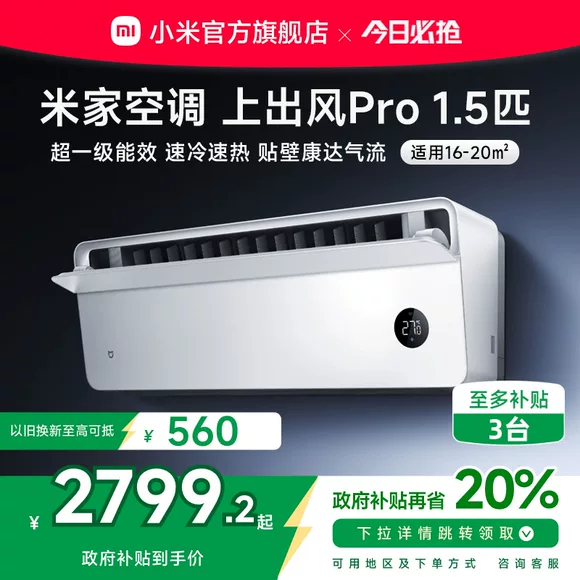 小米官方旗舰店 × 今日必抢
米家空调 上出风Pro 1.5匹
超一级能效 速冷速热 贴壁康达气流 适用16-20m²
27
以旧换新至高可抵 ¥560
至多补贴
3台
¥2799.2起
政府补贴到手价
政府补贴再省20%
下拉详情跳转领取
可用地区及下单方式 咨询客服